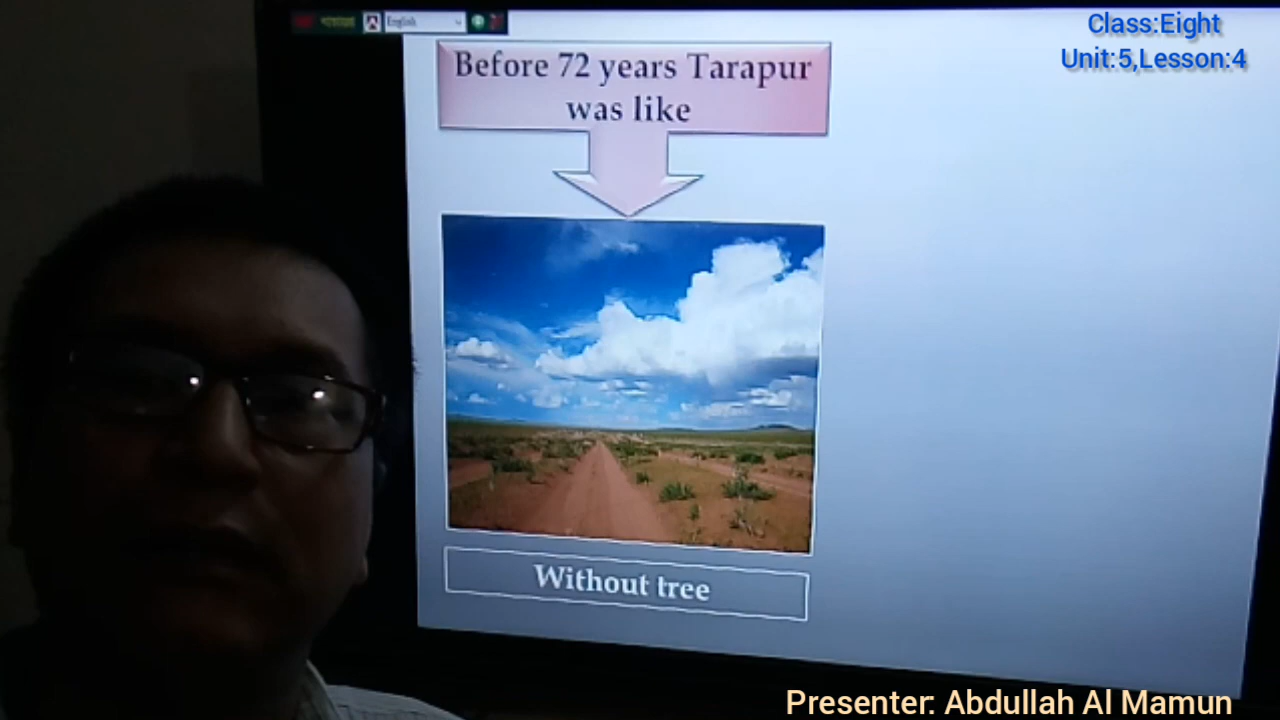 English
Class:Eight
Unit:5,Lesson:4
Before 72 years Tarapur
was like
Without tree
Presenter: Abdullah Al Mamun